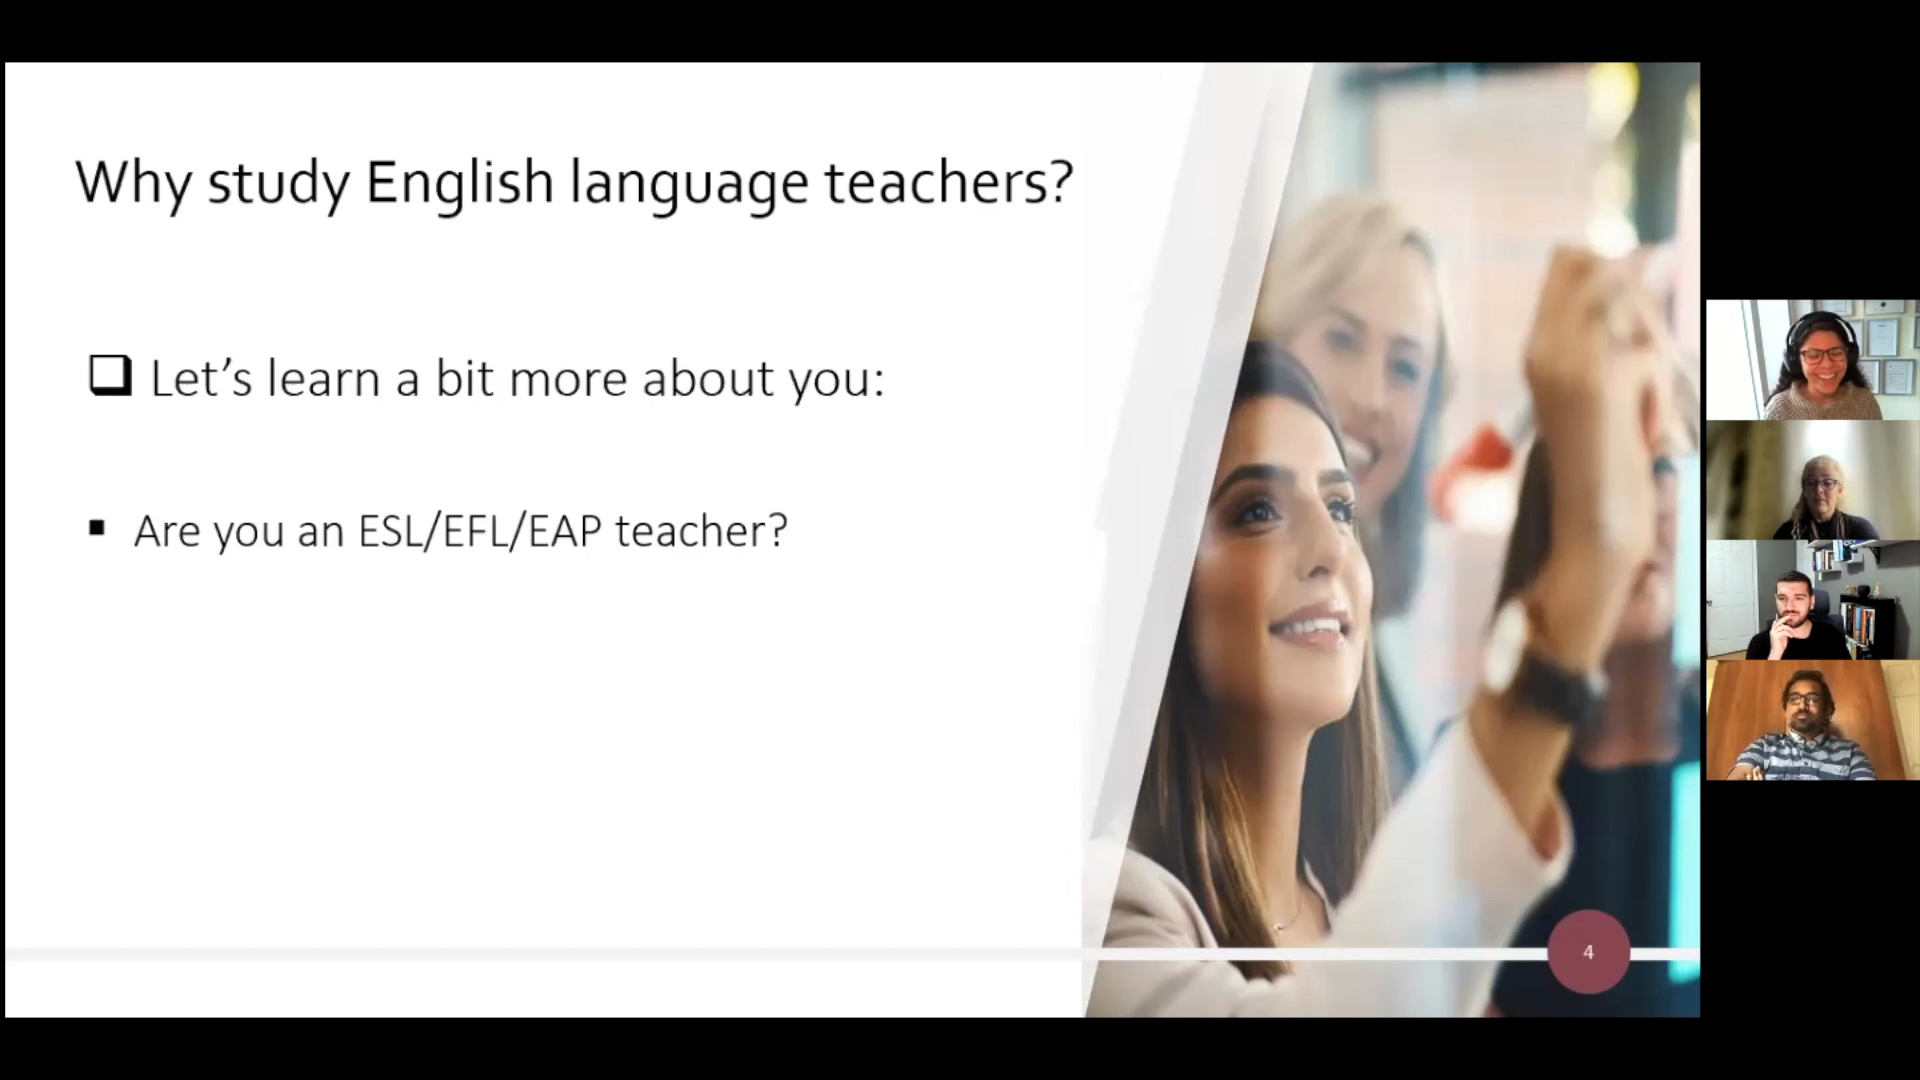 Why study English language teachers?
❑ Let’s learn a bit more about you:
▪ Are you an ESL/EFL/EAP teacher?
4